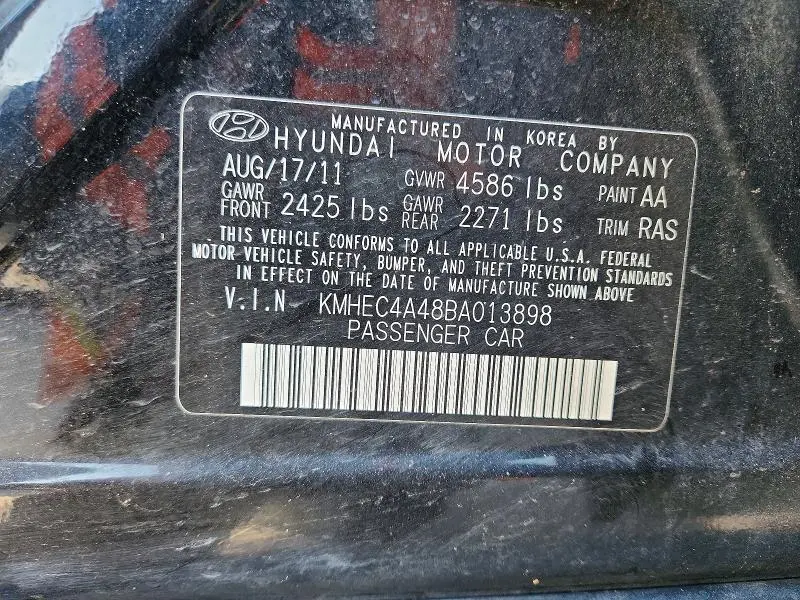 MANUFACTURED IN KOREA BY
HYUNDAI MOTOR COMPANY
AUG/17/11 GVWR 4586 lbs PAINT AA
GAWR FRONT 2425 lbs GAWR REAR 2271 lbs TRIM RAS
THIS VEHICLE CONFORMS TO ALL APPLICABLE U.S.A. FEDERAL
MOTOR VEHICLE SAFETY, BUMPER, AND THEFT PREVENTION STANDARDS
IN EFFECT ON THE DATE OF MANUFACTURE SHOWN ABOVE
V.I.N KMHEC4A48BA013898
PASSENGER CAR